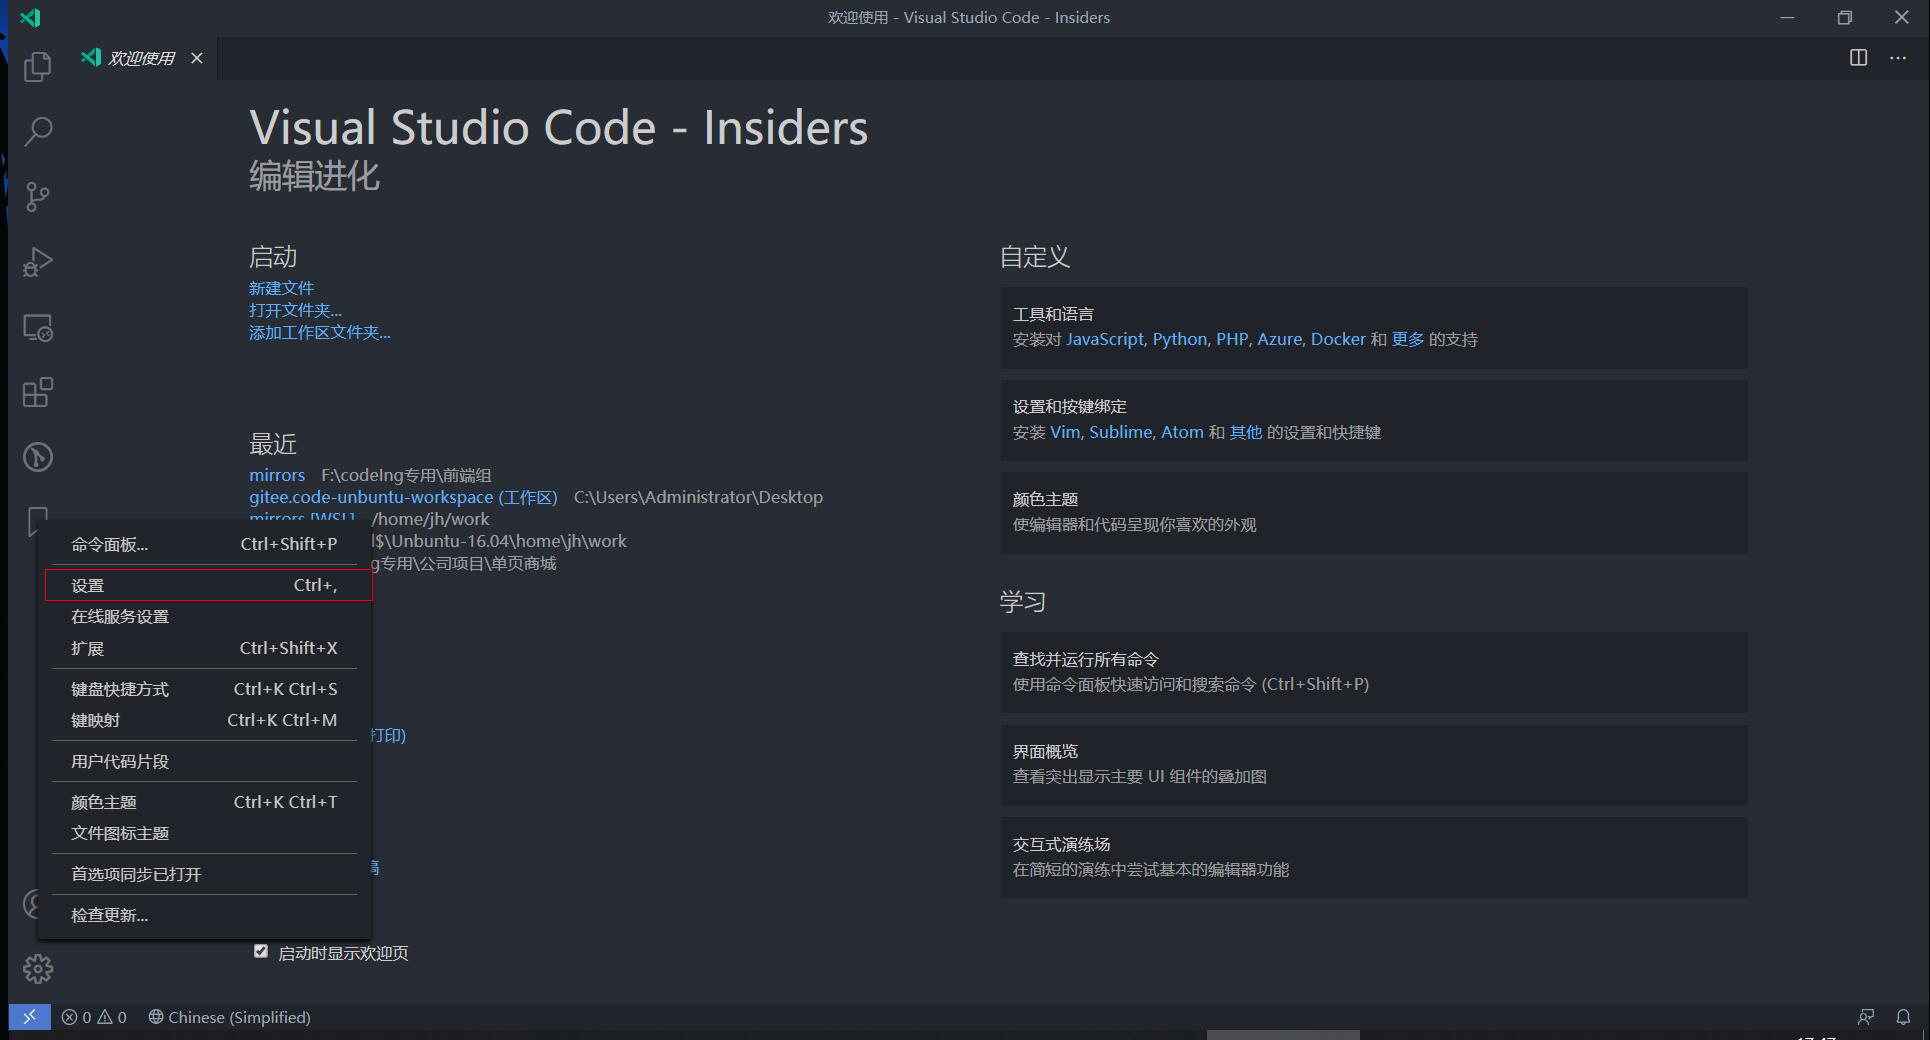 欢迎使用 - Visual Studio Code - Insiders
欢迎使用
Visual Studio Code - Insiders
编辑进化
启动
新建文件
打开文件夹...
添加工作区文件夹...
最近
mirrors F:\codeIng专用\前端组
gitee.code-unbuntu-workspace (工作区) C:\Users\Administrator\Desktop
mirrors [WSL] /home/jh/work
l$\Unbuntu-16.04\home\jh\work
g专用\公司项目\单页商城
打印)
启动时显示欢迎页
命令面板... Ctrl+Shift+P
设置 Ctrl+,
在线服务设置
扩展 Ctrl+Shift+X
键盘快捷方式 Ctrl+K Ctrl+S
键映射 Ctrl+K Ctrl+M
用户代码片段
颜色主题 Ctrl+K Ctrl+T
文件图标主题
首选项同步已打开
检查更新...
自定义
工具和语言
安装对 JavaScript, Python, PHP, Azure, Docker 和 更多 的支持
设置和按键绑定
安装 Vim, Sublime, Atom 和 其他 的设置和快捷键
颜色主题
使编辑器和代码呈现你喜欢的外观
学习
查找并运行所有命令
使用命令面板快速访问和搜索命令 (Ctrl+Shift+P)
界面概览
查看突出显示主要 UI 组件的叠加图
交互式演练场
在简短的演练中尝试基本的编辑器功能
0 0 Chinese (Simplified)